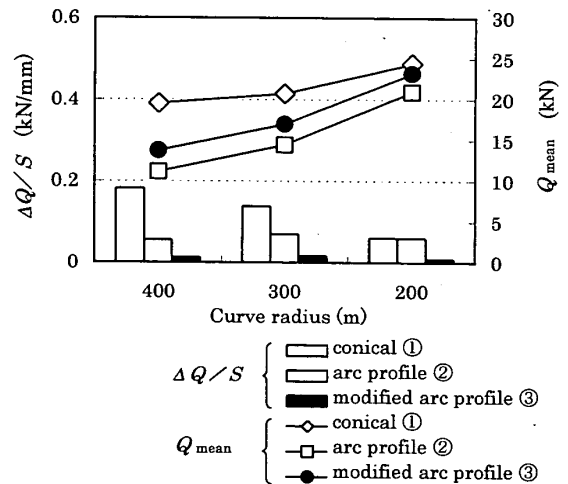 0.6
0.4
0.2
0
ΔQ/S (kN/mm)
30
25
20
15
10
5
0
Q mean (kN)
400 300 200
Curve radius (m)
ΔQ/S
conical ①
arc profile ②
modified arc profile ③
Q mean
conical ①
arc profile ②
modified arc profile ③